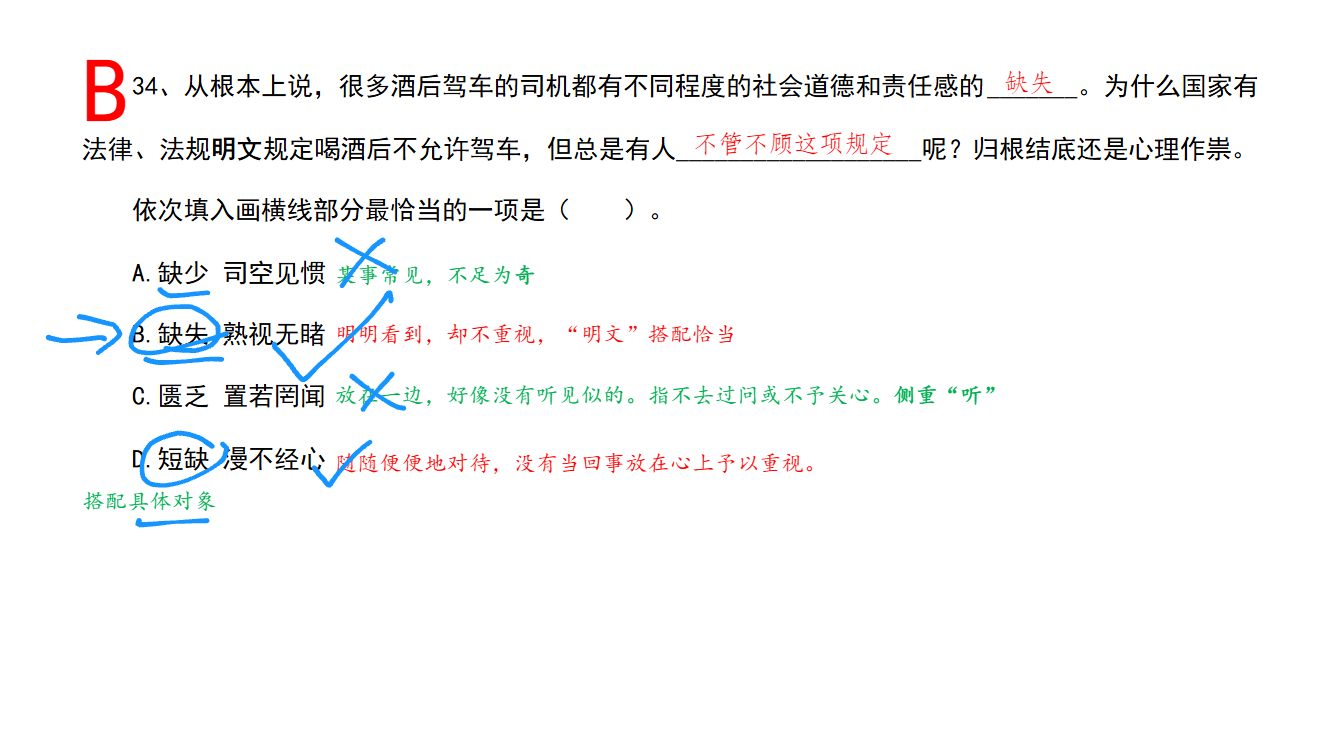 B
34、从根本上说，很多酒后驾车的司机都有不同程度的社会道德和责任感的_缺失_。为什么国家有
法律、法规明文规定喝酒后不允许驾车，但总是有人_不管不顾这项规定_呢？归根结底还是心理作祟。
依次填入画横线部分最恰当的一项是（　　）。
A.缺少 司空见惯 某事常见，不足为奇
B.缺失 熟视无睹 明明看到，却不重视，“明文”搭配恰当
C.匮乏 置若罔闻 放在一边，好像没有听见似的。指不去过问或不予关心。侧重“听”
D.短缺 漫不经心 随随便便地对待，没有当回事放在心上予以重视。
搭配具体对象